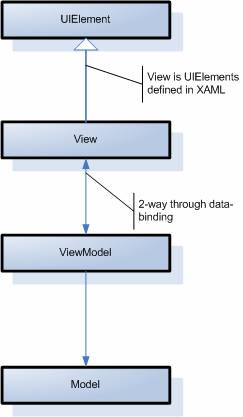 UIElement
View is UIElements
defined in XAML
View
2-way through data-
binding
ViewModel
Model